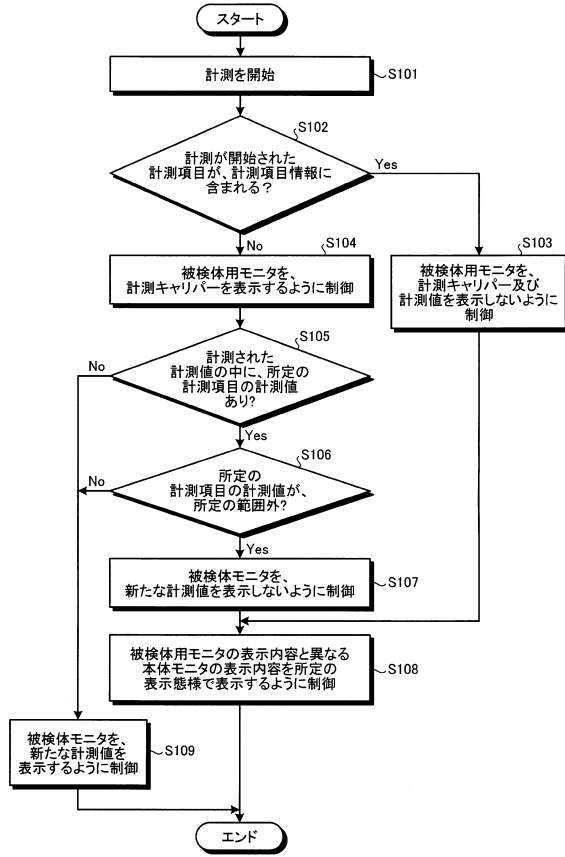 スタート
計測を開始
S101
S102
計測が開始された
計測項目が、計測項目情報に
含まれる?
Yes
No
S104
被検体用モニタを、
計測キャリパーを表示するように制御
S103
被検体用モニタを、
計測キャリパー及び
計測値を表示しないように
制御
S105
計測された
計測値の中に、所定の
計測項目の計測値
あり?
No
Yes
S106
所定の
計測項目の計測値が、
所定の範囲外?
No
Yes
被検体モニタを、
新たな計測値を表示しないように制御
S107
被検体用モニタの表示内容と異なる
本体モニタの表示内容を所定の
表示態様で表示するように制御
S108
被検体モニタを、
新たな計測値を
表示するように制御
S109
エンド